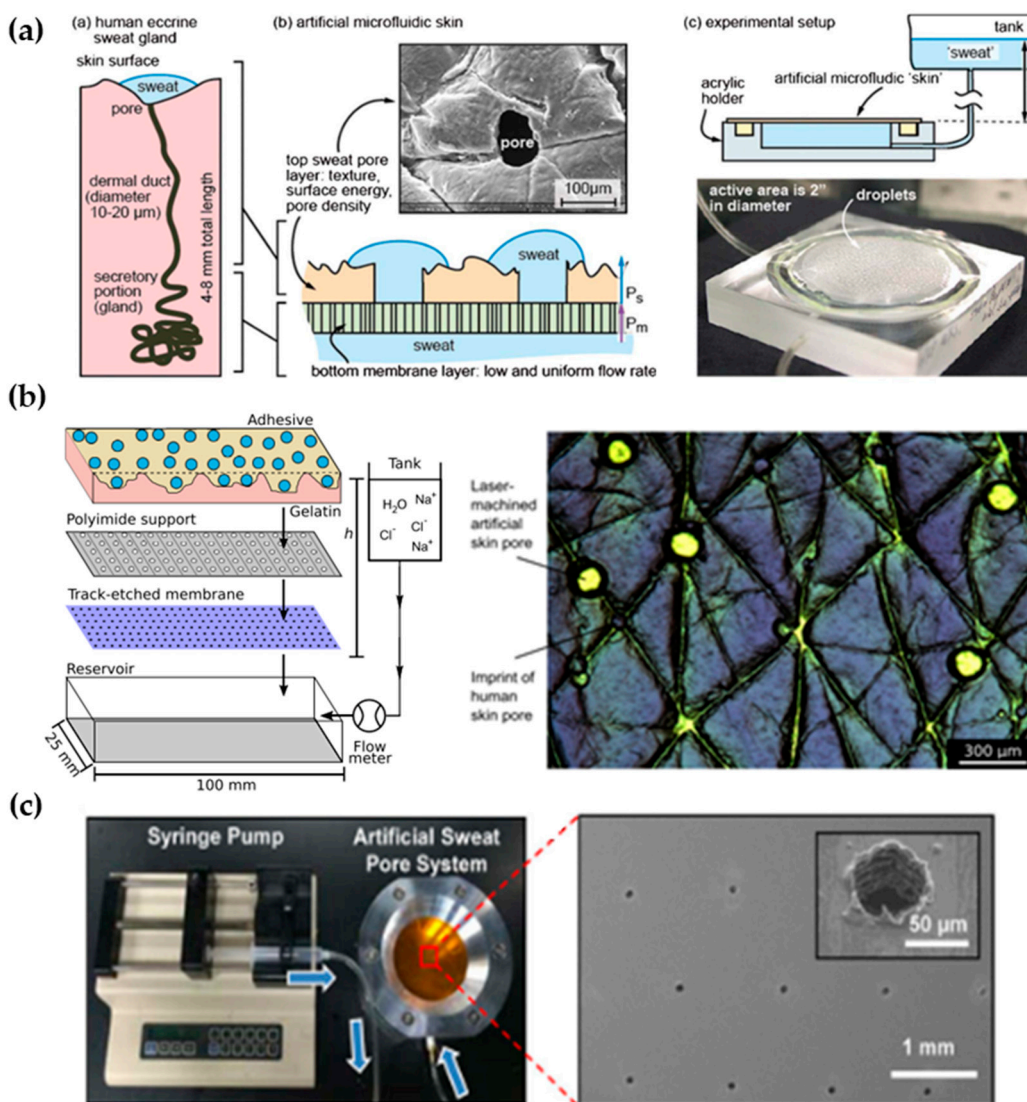 (a)
(a) human eccrine
sweat gland
skin surface
sweat
pore
dermal duct
(diameter
10-20 µm)
secretory
portion
(gland)
4-8 mm total length
(b) artificial microfluidic skin
pore
100µm
top sweat pore
layer: texture,
surface energy,
pore density
sweat
Ps
Pm
sweat
bottom membrane layer: low and uniform flow rate
(c) experimental setup
tank
'sweat'
artificial microfludic 'skin'
acrylic
holder
active area is 2"
in diameter
droplets
(b)
Adhesive
Gelatin
Polyimide support
Track-etched membrane
Reservoir
25 mm
100 mm
h
Tank
H2O Na+
Cl- Cl-
Na+
Flow
meter
Laser-
machined
artificial
skin pore
Imprint of
human
skin pore
300 µm
(c)
Syringe Pump
Artificial Sweat
Pore System
50 µm
1 mm